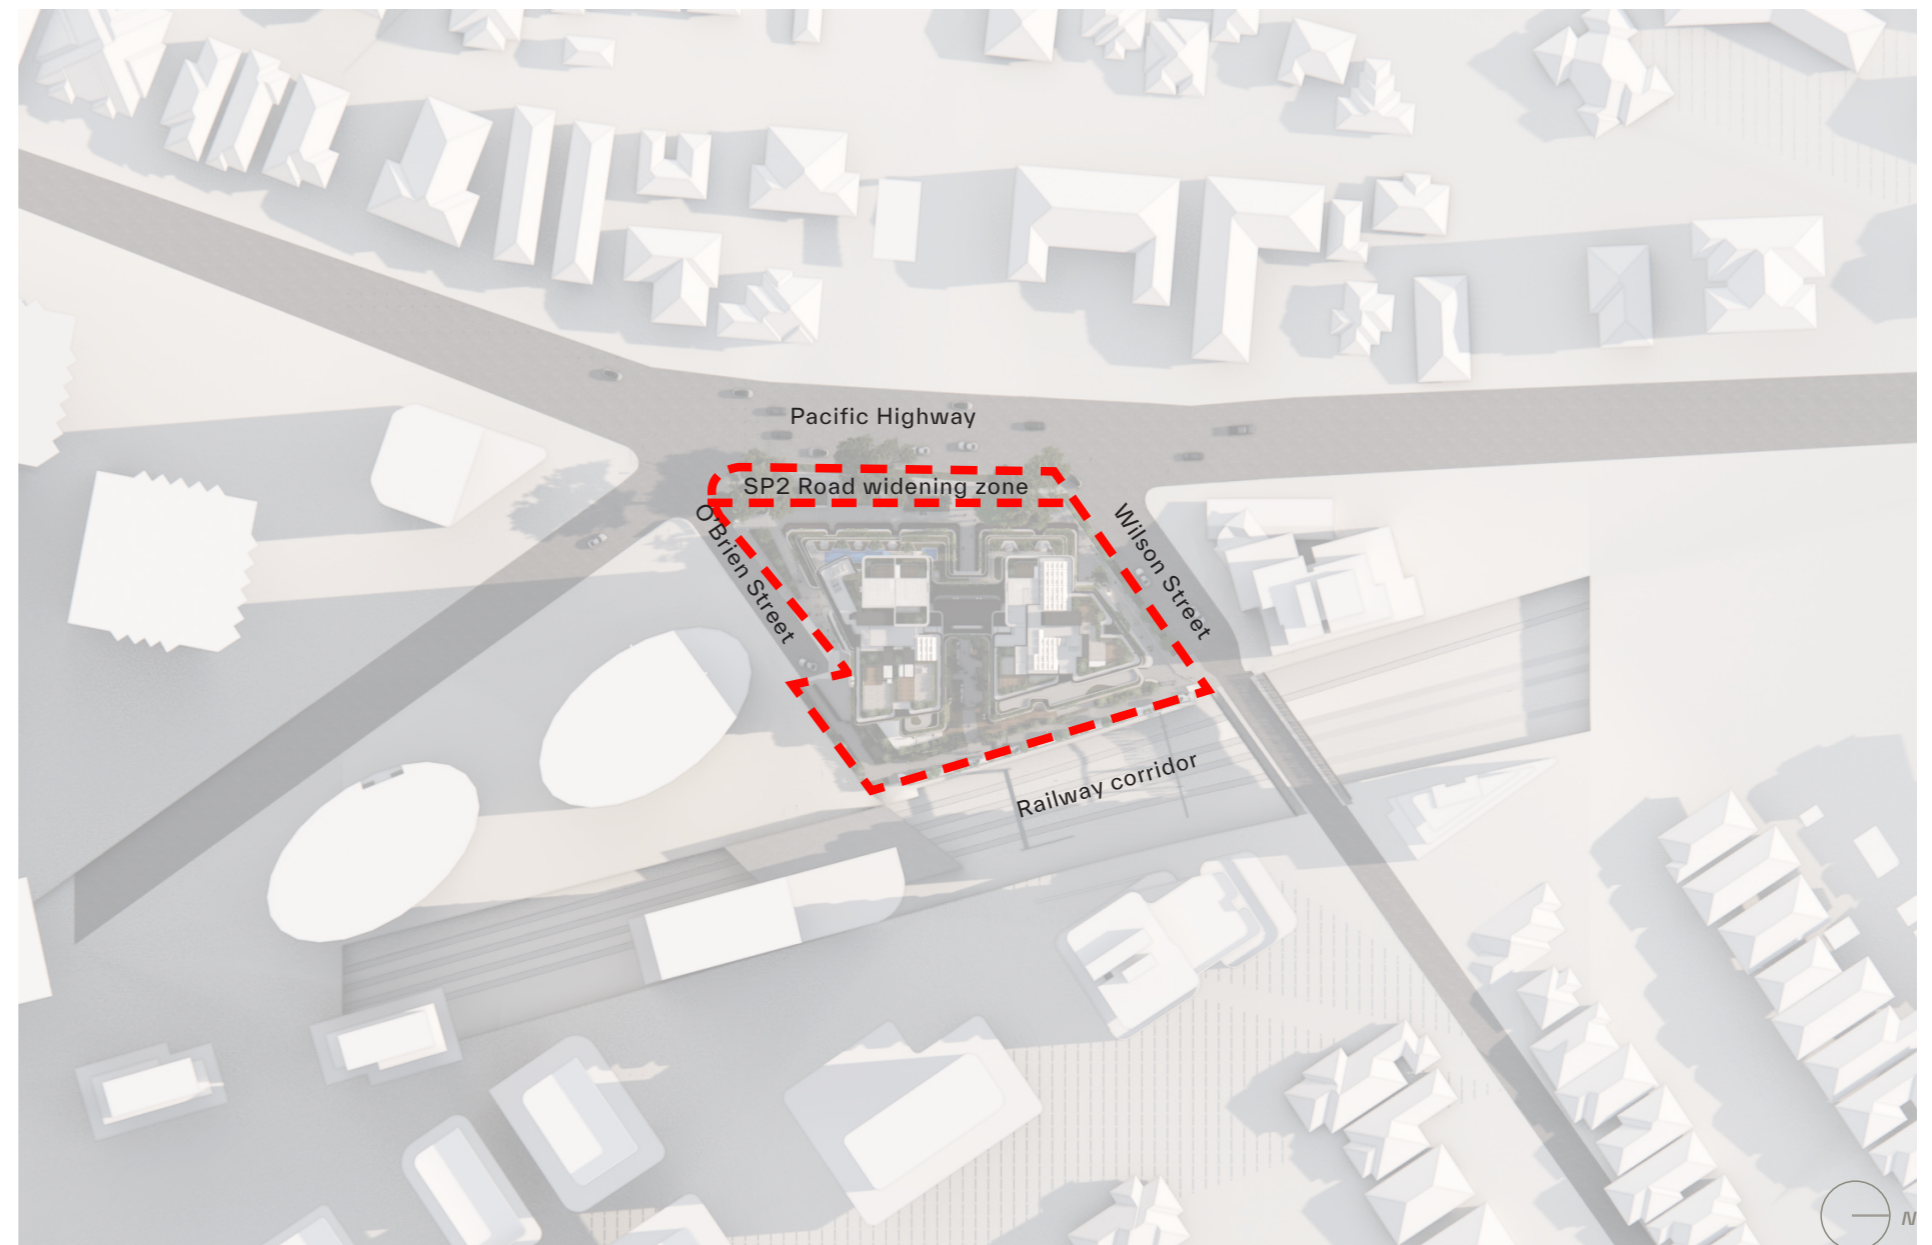 Pacific Highway
SP2 Road widening zone
O'Brien Street
Wilson Street
Railway corridor
N